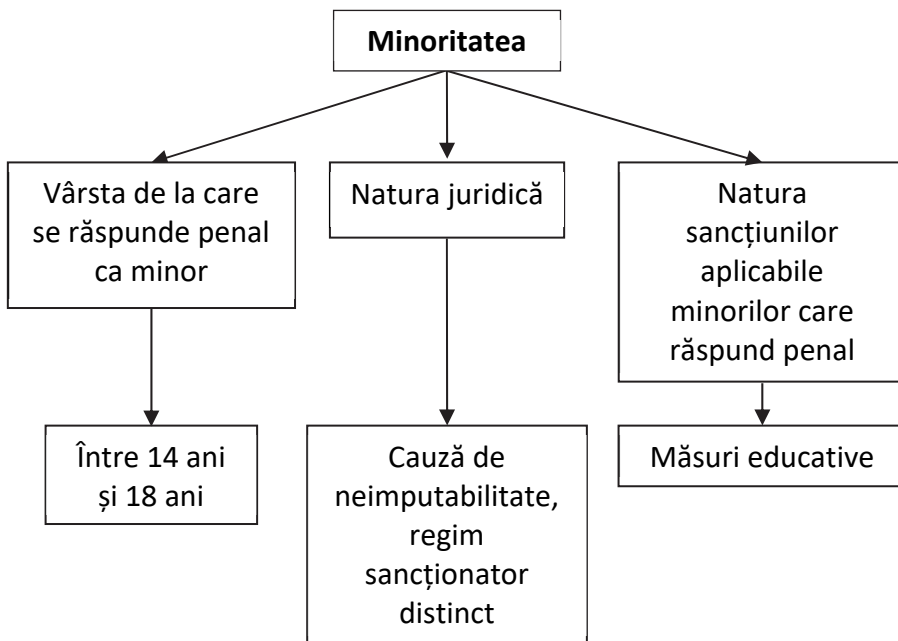 Minoritatea
Vârsta de la care
se răspunde penal
ca minor
Natura juridică
Natura
sancțiunilor
aplicabile
minorilor care
răspund penal
Între 14 ani
și 18 ani
Cauză de
neimputabilitate,
regim
sancționator
distinct
Măsuri educative